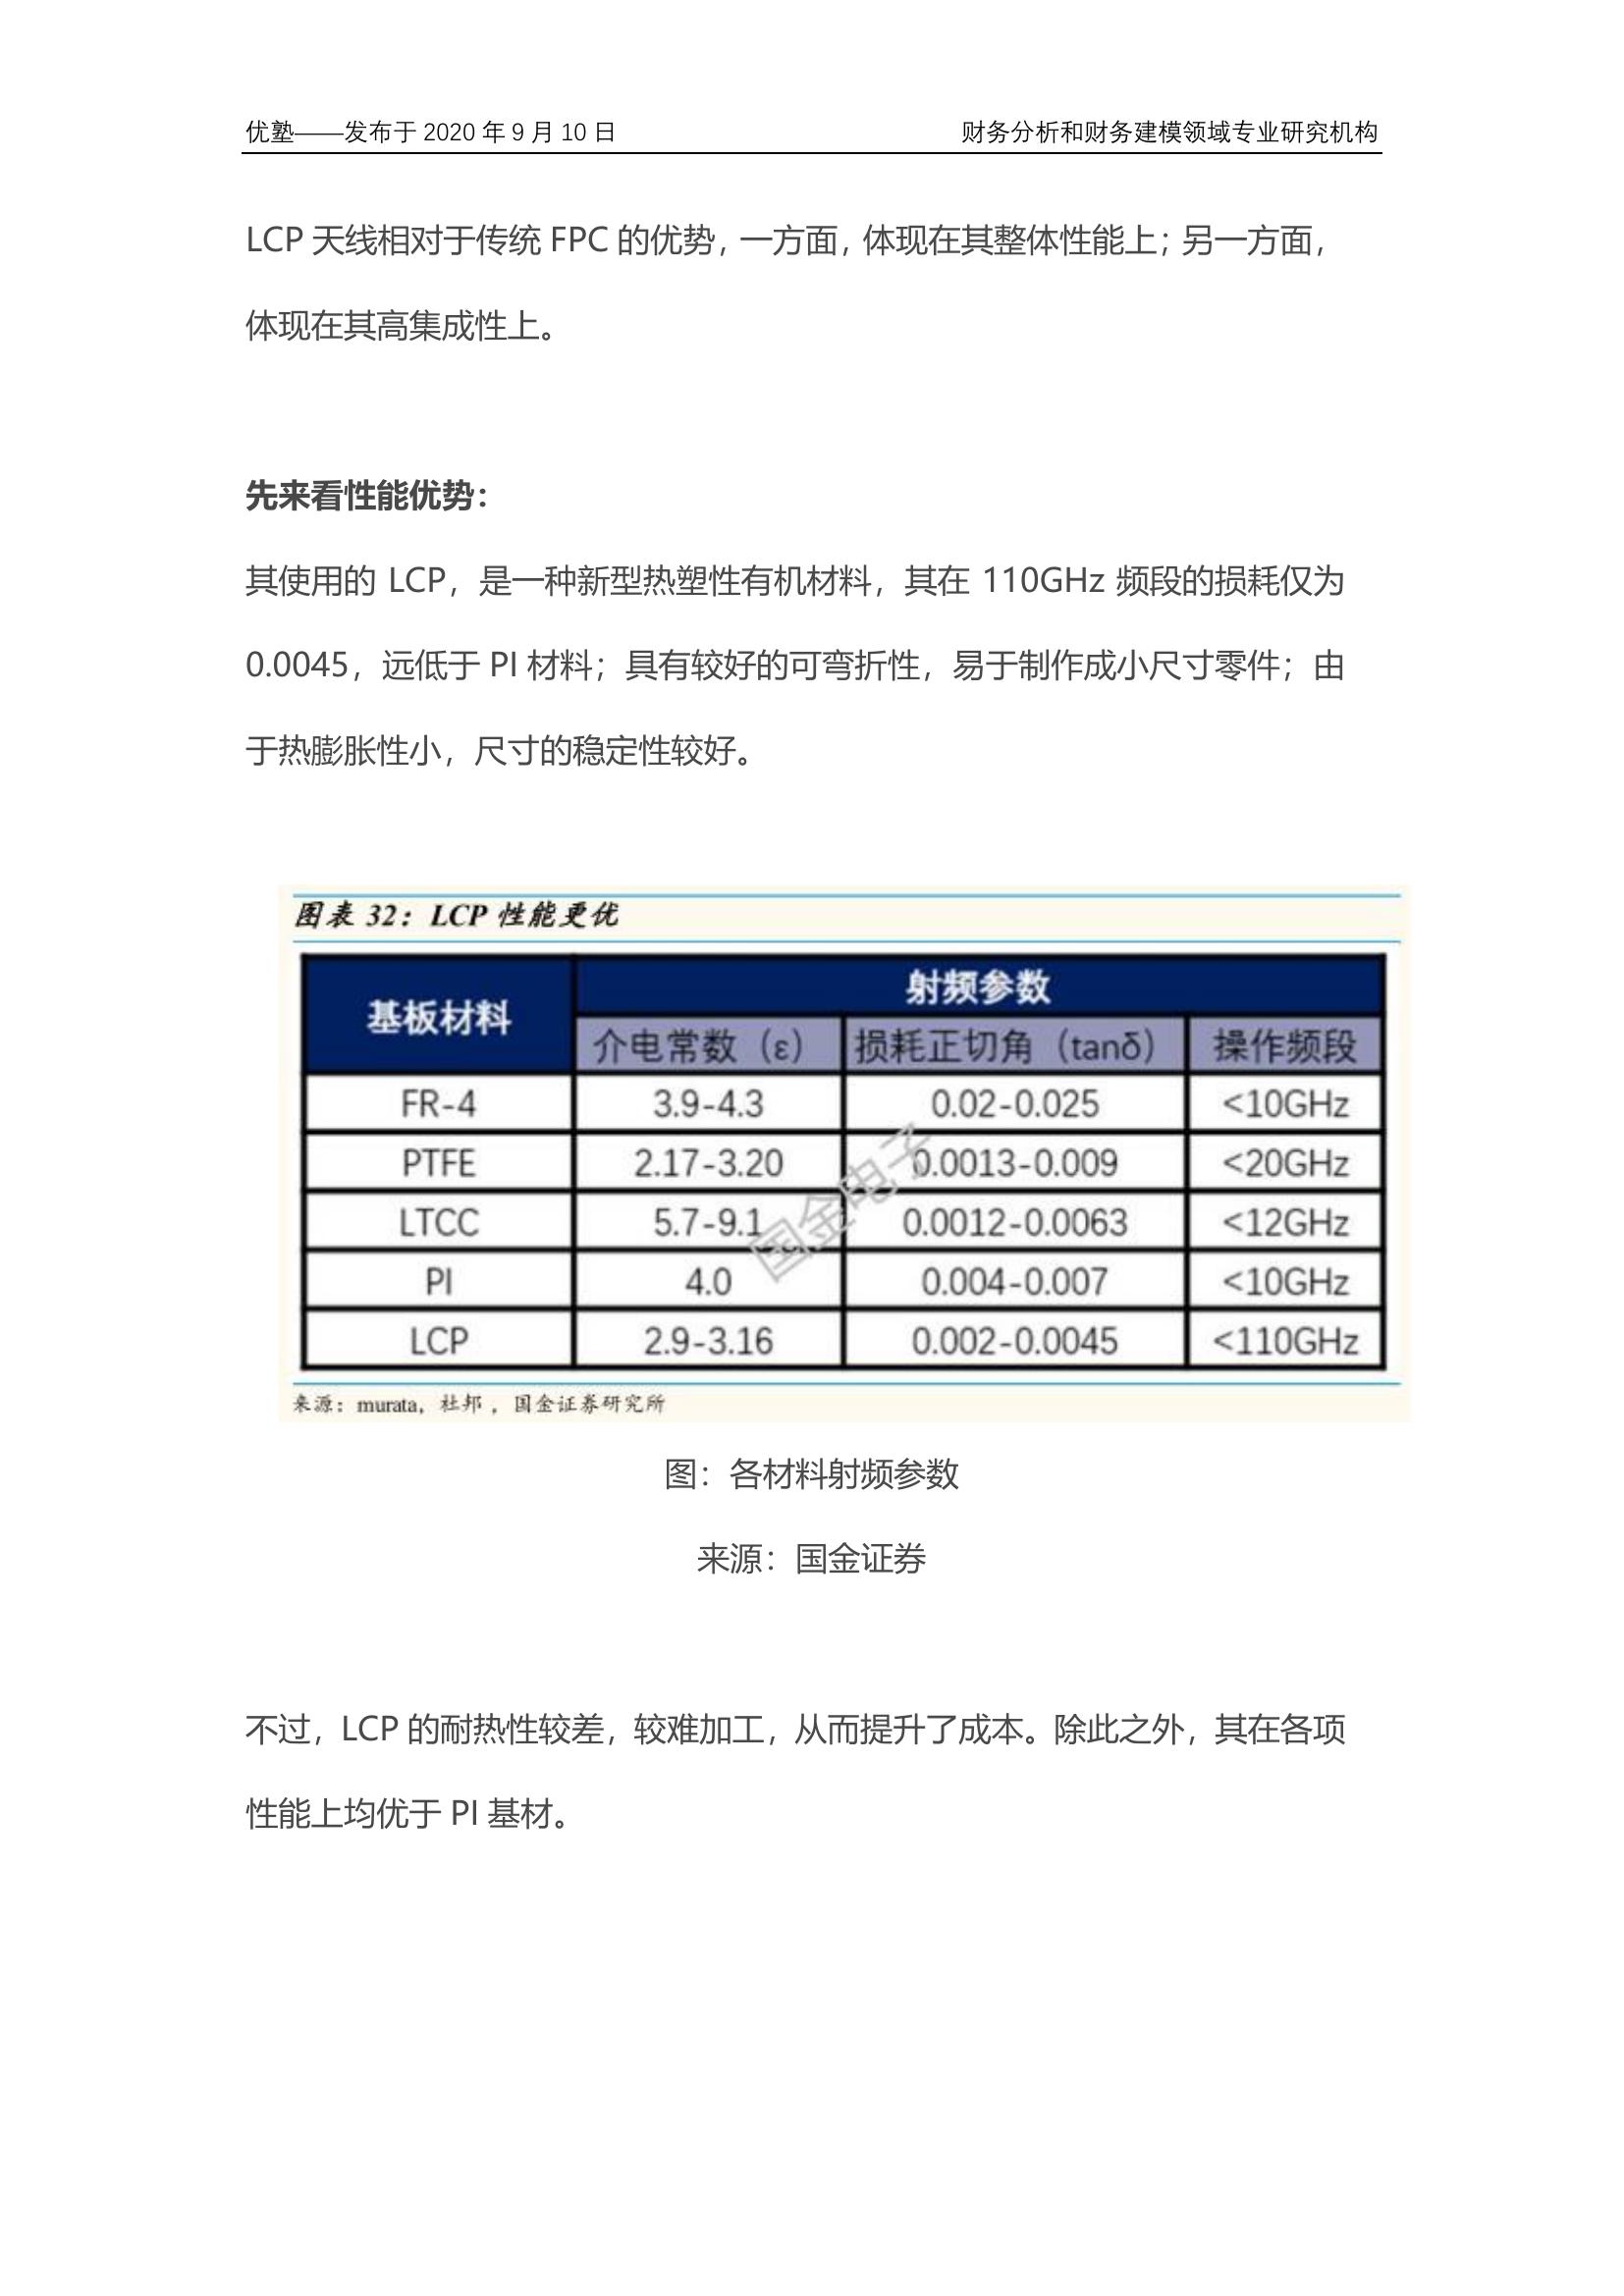 优塾——发布于 2020 年 9 月 10 日 财务分析和财务建模领域专业研究机构
LCP 天线相对于传统 FPC 的优势，一方面，体现在其整体性能上；另一方面，
体现在其高集成性上。
先来看性能优势：
其使用的 LCP，是一种新型热塑性有机材料，其在 110GHz 频段的损耗仅为
0.0045，远低于 PI 材料；具有较好的可弯折性，易于制作成小尺寸零件；由
于热膨胀性小，尺寸的稳定性较好。
图表 32：LCP 性能更优
基板材料 射频参数
介电常数（ε） 损耗正切角（tanδ） 操作频段
FR-4 3.9-4.3 0.02-0.025 <10GHz
PTFE 2.17-3.20 0.0013-0.009 <20GHz
LTCC 5.7-9.1 0.0012-0.0063 <12GHz
PI 4.0 0.004-0.007 <10GHz
LCP 2.9-3.16 0.002-0.0045 <110GHz
国金电子
来源：murata，杜邦，国金证券研究所
图：各材料射频参数
来源：国金证券
不过，LCP 的耐热性较差，较难加工，从而提升了成本。除此之外，其在各项
性能上均优于 PI 基材。